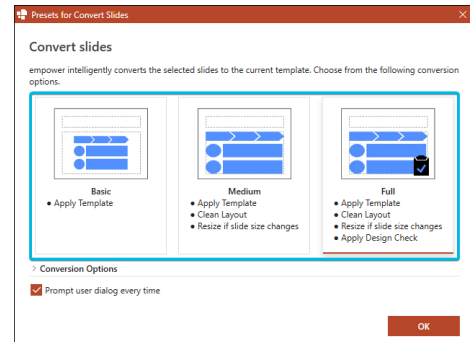 Presets for Convert Slides
Convert slides
empower intelligently converts the selected slides to the current template. Choose from the following conversion
options.
Basic
• Apply Template
Medium
• Apply Template
• Clean Layout
• Resize if slide size changes
Full
• Apply Template
• Clean Layout
• Resize if slide size changes
• Apply Design Check
Conversion Options
Prompt user dialog every time
OK